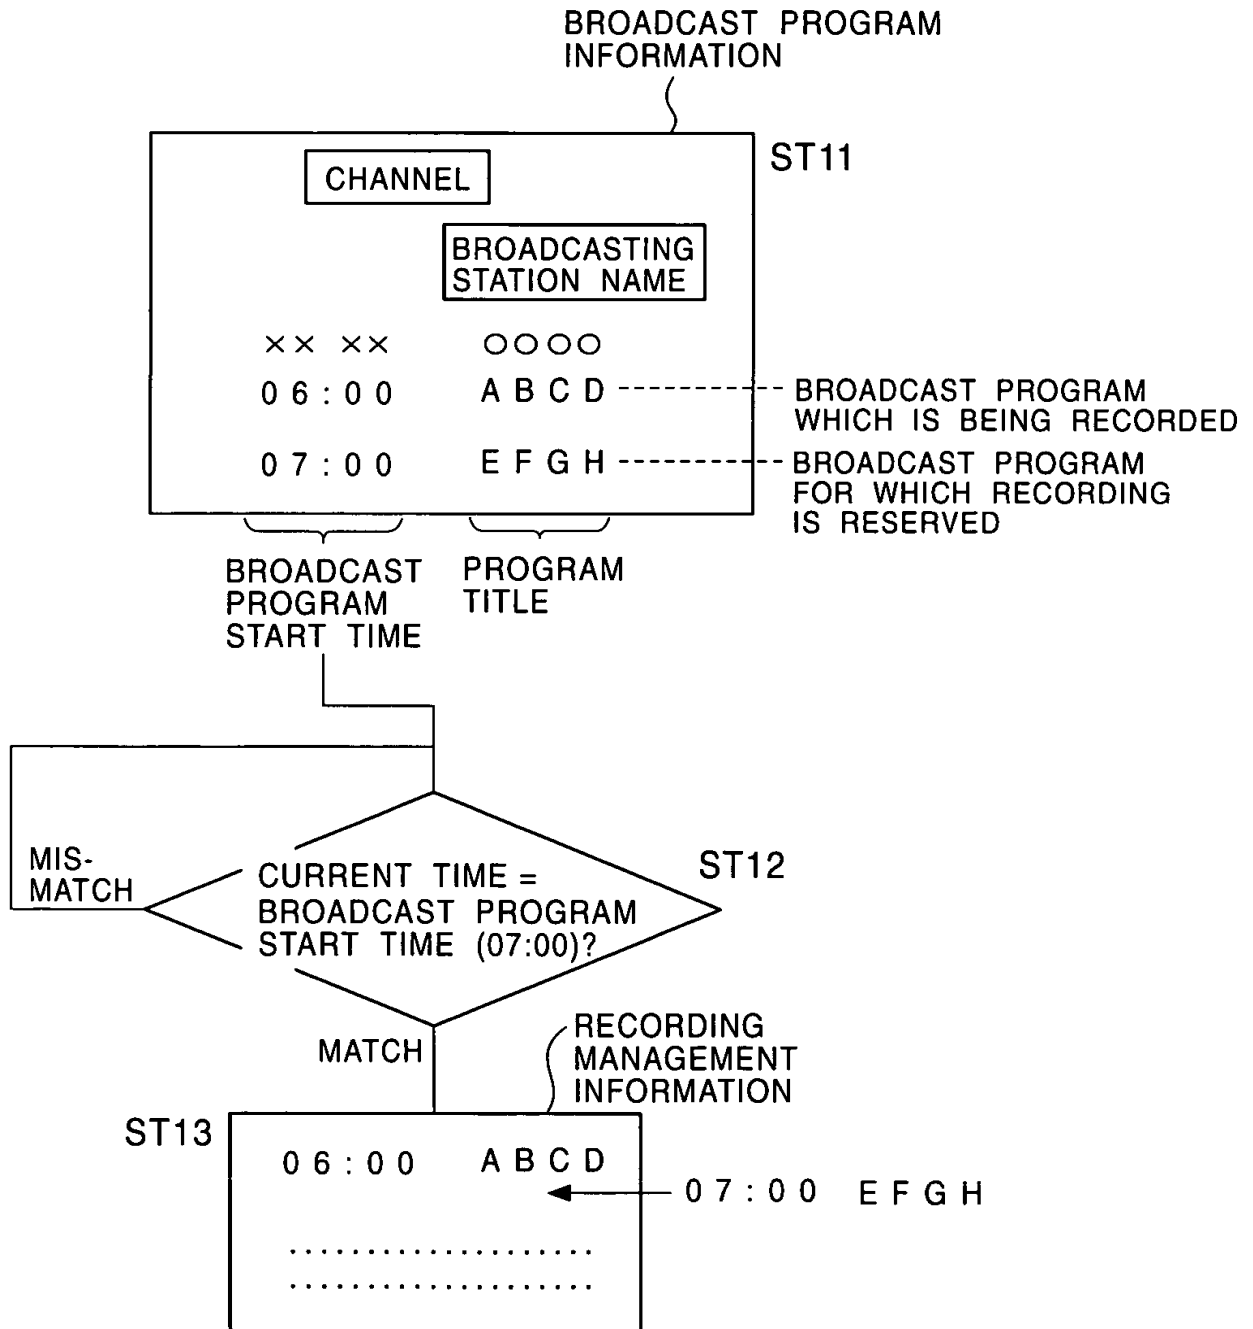 BROADCAST PROGRAM
INFORMATION
ST11
CHANNEL
BROADCASTING
STATION NAME
×× ×× ○○○○
06:00 ABCD
BROADCAST PROGRAM
WHICH IS BEING RECORDED
07:00 EFGH
BROADCAST PROGRAM
FOR WHICH RECORDING
IS RESERVED
BROADCAST
PROGRAM
START TIME
PROGRAM
TITLE
MIS-
MATCH
ST12
CURRENT TIME =
BROADCAST PROGRAM
START TIME (07:00)?
MATCH
RECORDING
MANAGEMENT
INFORMATION
ST13
06:00 ABCD
07:00 EFGH
....................
....................